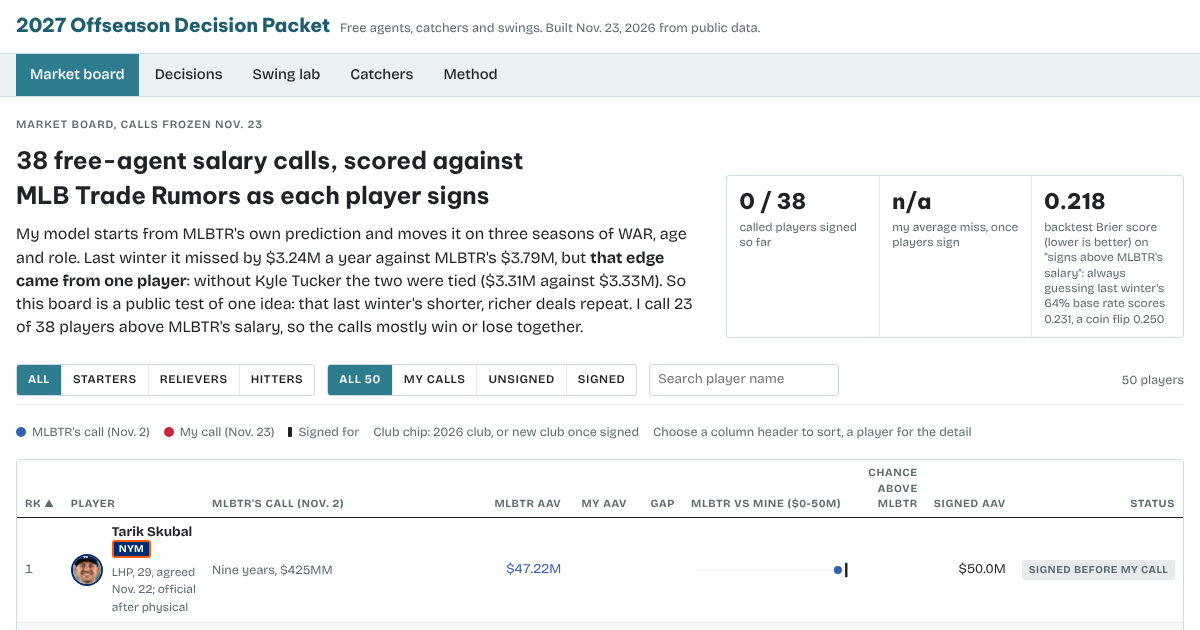 2027 Offseason Decision Packet Free agents, catchers and swings. Built Nov. 23, 2026 from public data.
Market board Decisions Swing lab Catchers Method
MARKET BOARD, CALLS FROZEN NOV. 23
38 free-agent salary calls, scored against
MLB Trade Rumors as each player signs
My model starts from MLBTR's own prediction and moves it on three seasons of WAR, age
and role. Last winter it missed by $3.24M a year against MLBTR's $3.79M, but that edge
came from one player: without Kyle Tucker the two were tied ($3.31M against $3.33M). So
this board is a public test of one idea: that last winter's shorter, richer deals repeat. I call 23
of 38 players above MLBTR's salary, so the calls mostly win or lose together.
0 / 38
called players signed
so far
n/a
my average miss, once
players sign
0.218
backtest Brier score
(lower is better) on
"signs above MLBTR's
salary": always
guessing last winter's
64% base rate scores
0.231, a coin flip 0.250
ALL STARTERS RELIEVERS HITTERS ALL 50 MY CALLS UNSIGNED SIGNED Search player name 50 players
MLBTR's call (Nov. 2) My call (Nov. 23) Signed for Club chip: 2026 club, or new club once signed Choose a column header to sort, a player for the detail
RK ▲ PLAYER MLBTR'S CALL (NOV. 2) MLBTR AAV MY AAV GAP MLBTR VS MINE ($0-50M) CHANCE ABOVE MLBTR SIGNED AAV STATUS
1
Tarik Skubal
NYM
LHP, 29, agreed
Nov. 22; official
after physical
Nine years, $425MM $47.22M $50.0M SIGNED BEFORE MY CALL